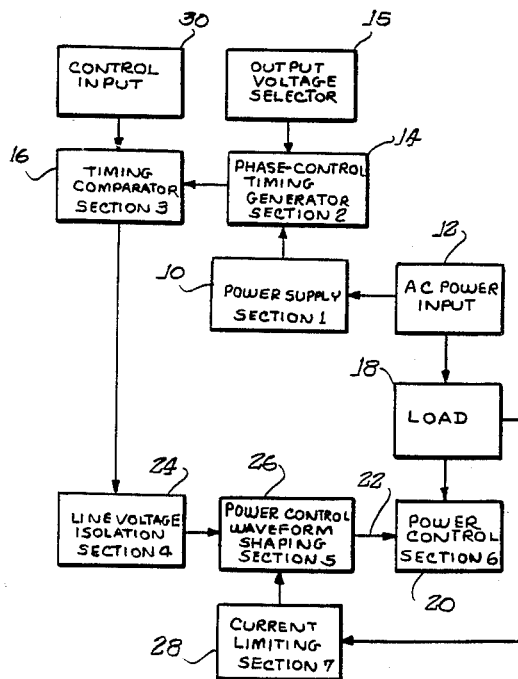 30
15
CONTROL
INPUT
OUTPUT
VOLTAGE
SELECTOR
16
14
TIMING
COMPARATOR
SECTION 3
PHASE-CONTROL
TIMING
GENERATOR
SECTION 2
10
12
POWER SUPPLY
SECTION 1
AC POWER
INPUT
18
LOAD
24
26
22
LINE VOLTAGE
ISOLATION
SECTION 4
POWER CONTROL
WAVEFORM
SHAPING
SECTION 5
POWER
CONTROL
SECTION 6
20
28
CURRENT
LIMITING
SECTION 7